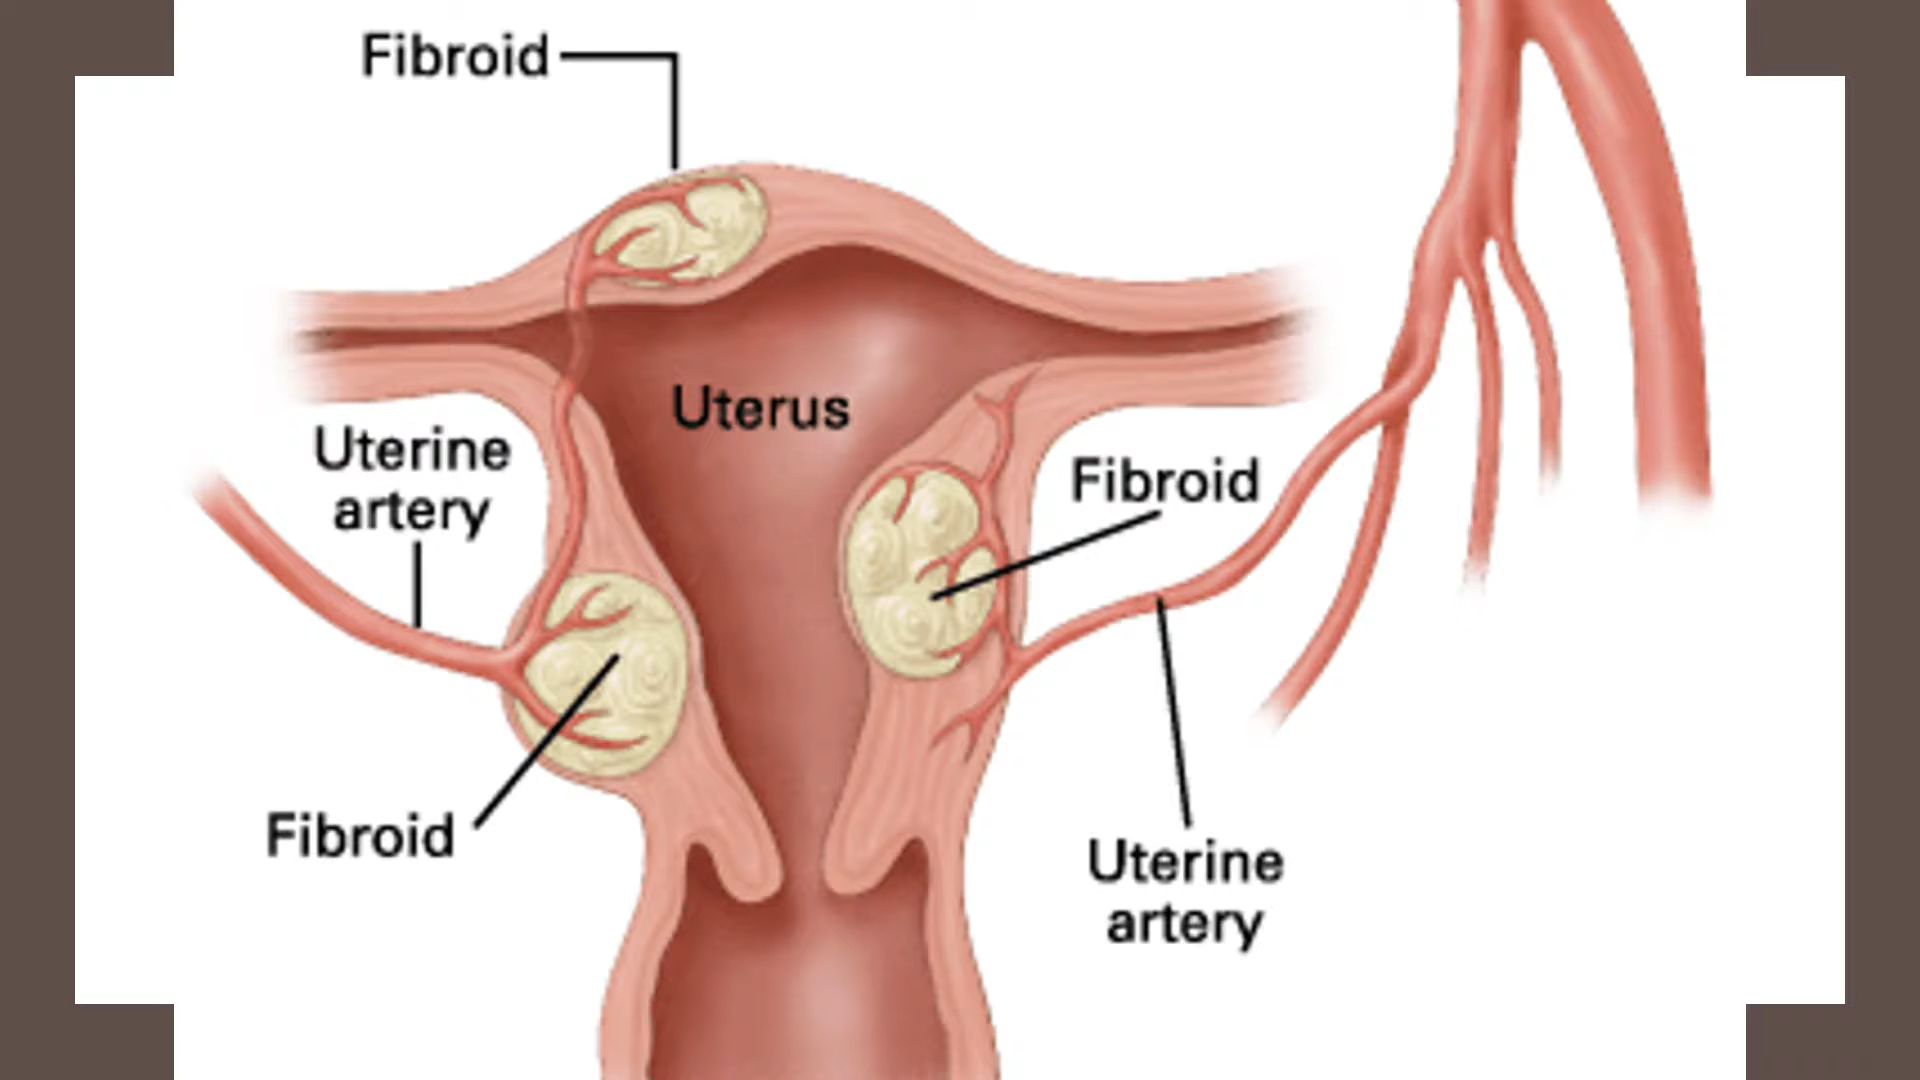 Fibroid
Uterus
Uterine
artery
Fibroid
Fibroid
Uterine
artery